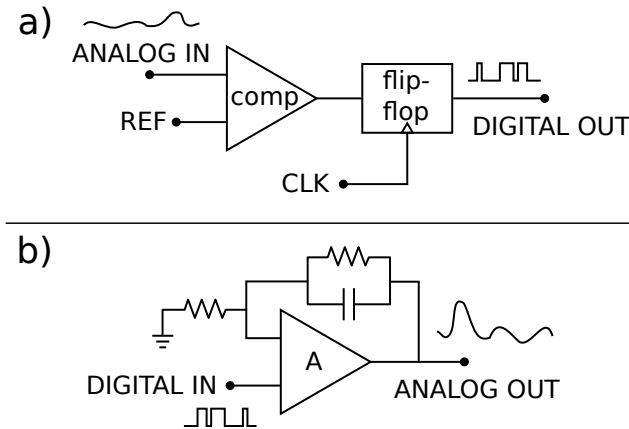 a)
ANALOG IN
comp
flip-
flop
REF
DIGITAL OUT
CLK
b)
A
DIGITAL IN
ANALOG OUT